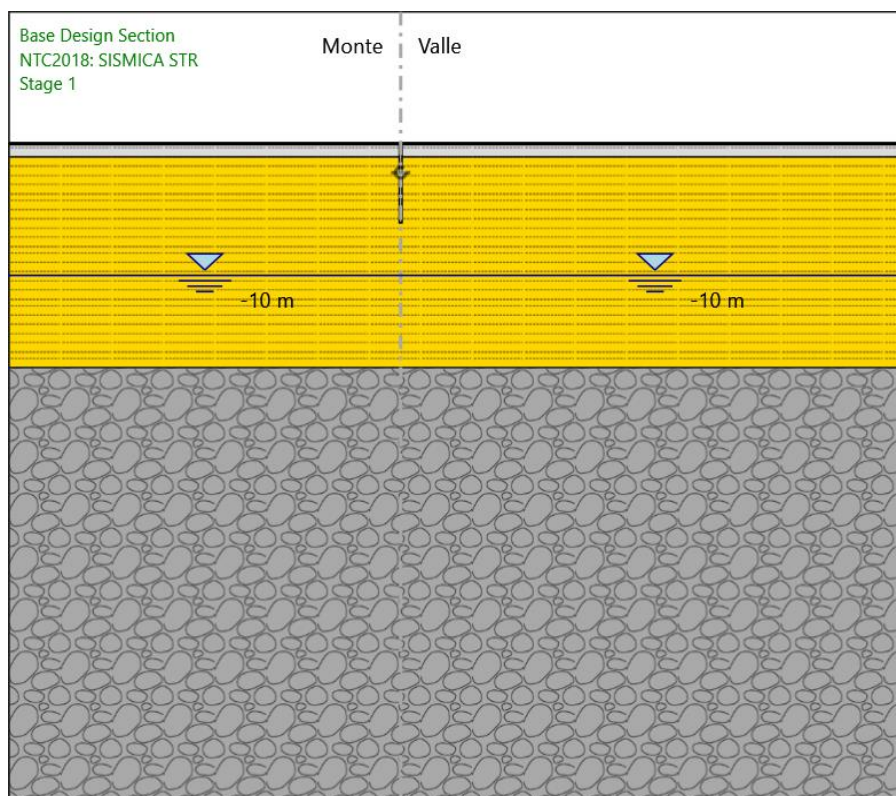 Base Design Section
NTC2018: SISMICA STR
Stage 1
Monte Valle
-10 m -10 m